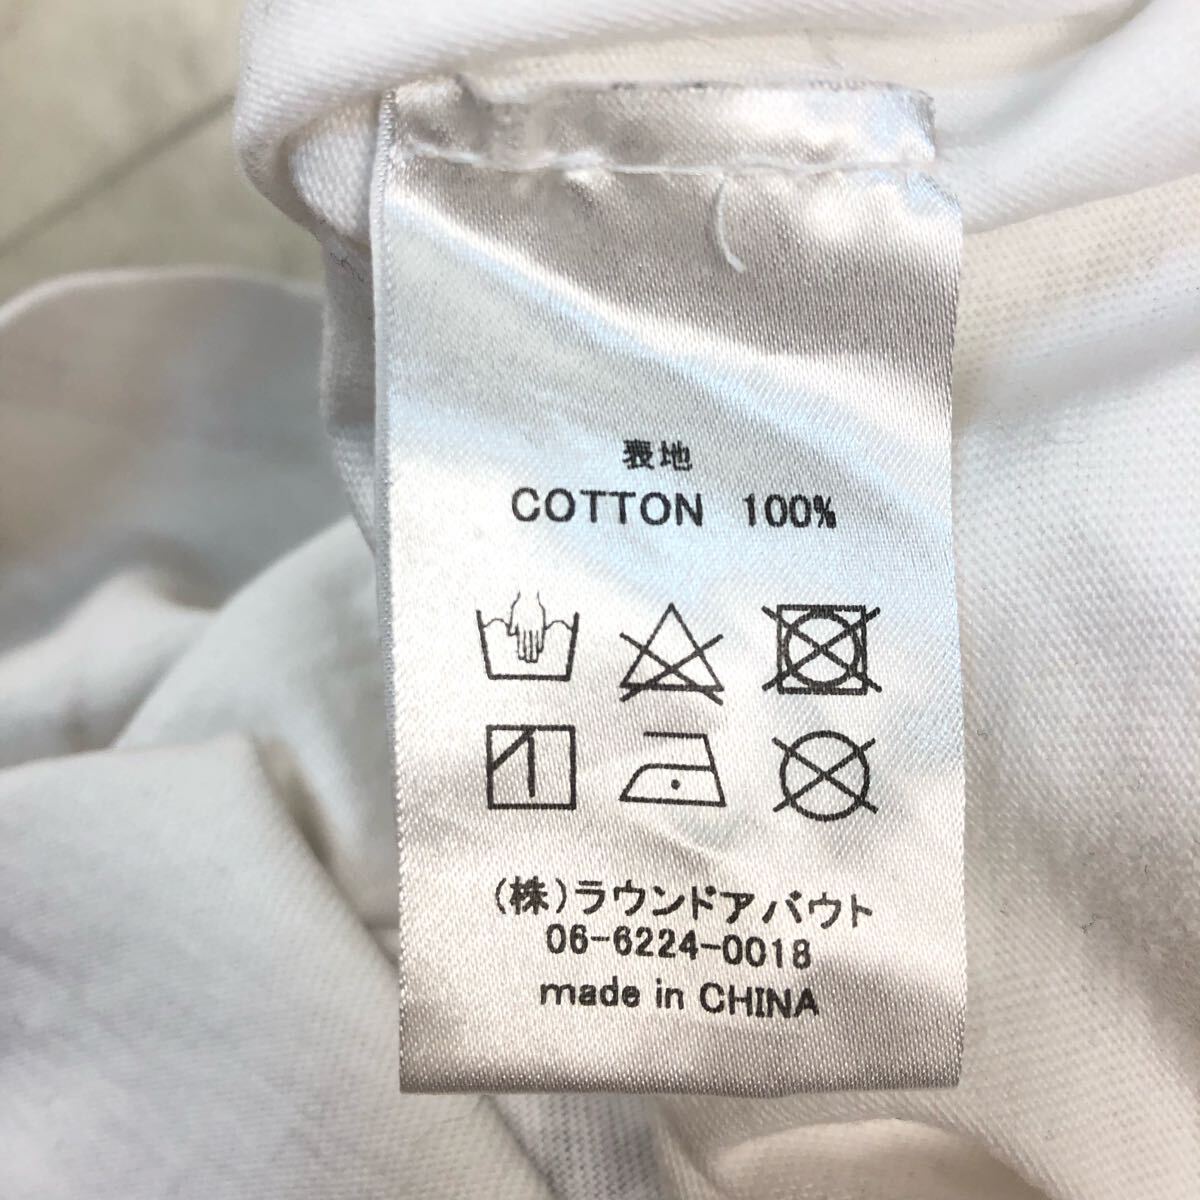 表地
COTTON 100%
(株)ラウンドアバウト
06-6224-0018
made in CHINA